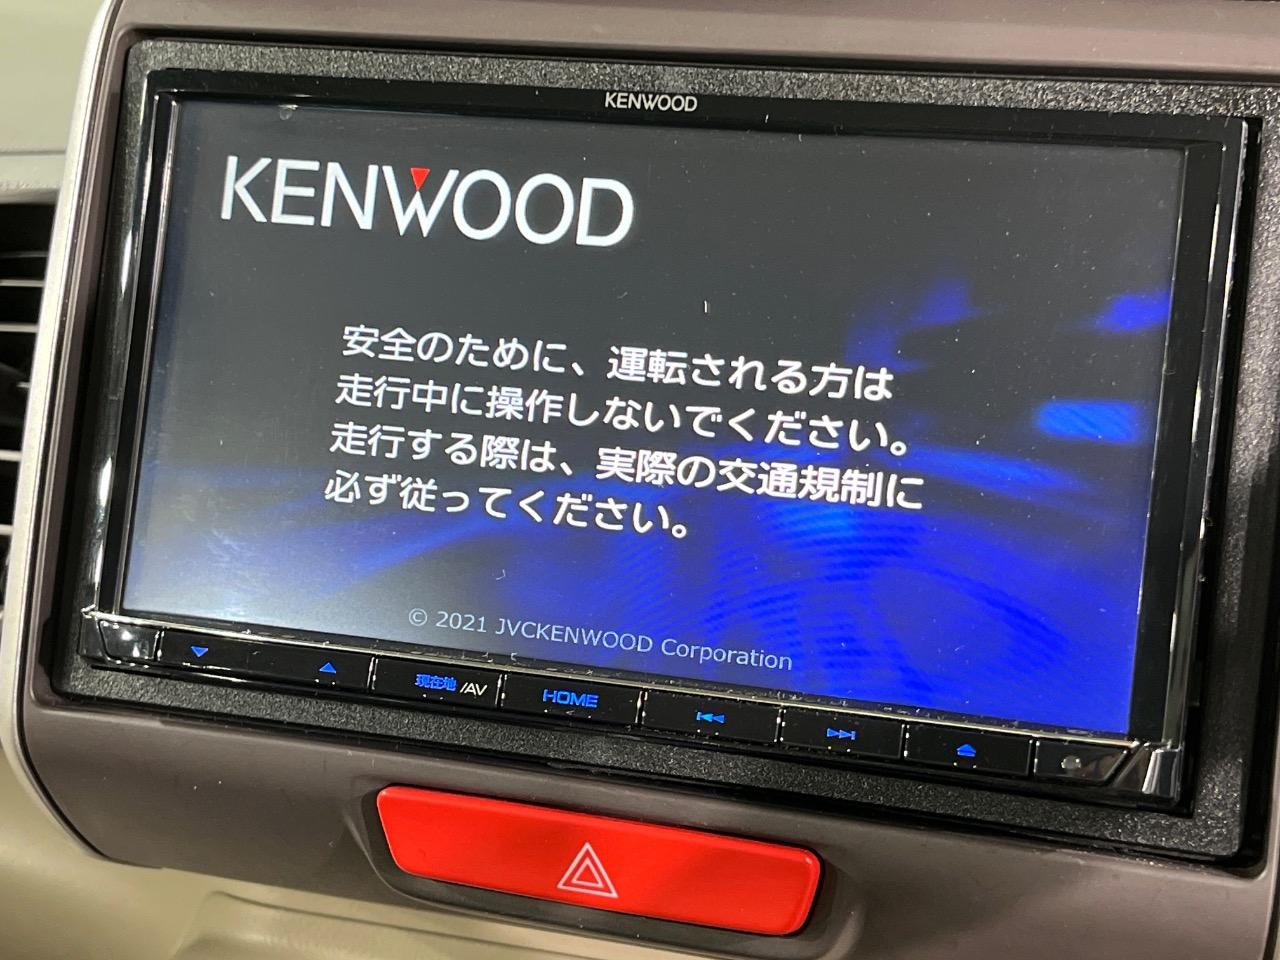 KENWOOD
KENWOOD
安全のために、運転される方は
走行中に操作しないでください。
走行する際は、実際の交通規制に
必ず従ってください。
© 2021 JVCKENWOOD Corporation
現在地 /AV HOME